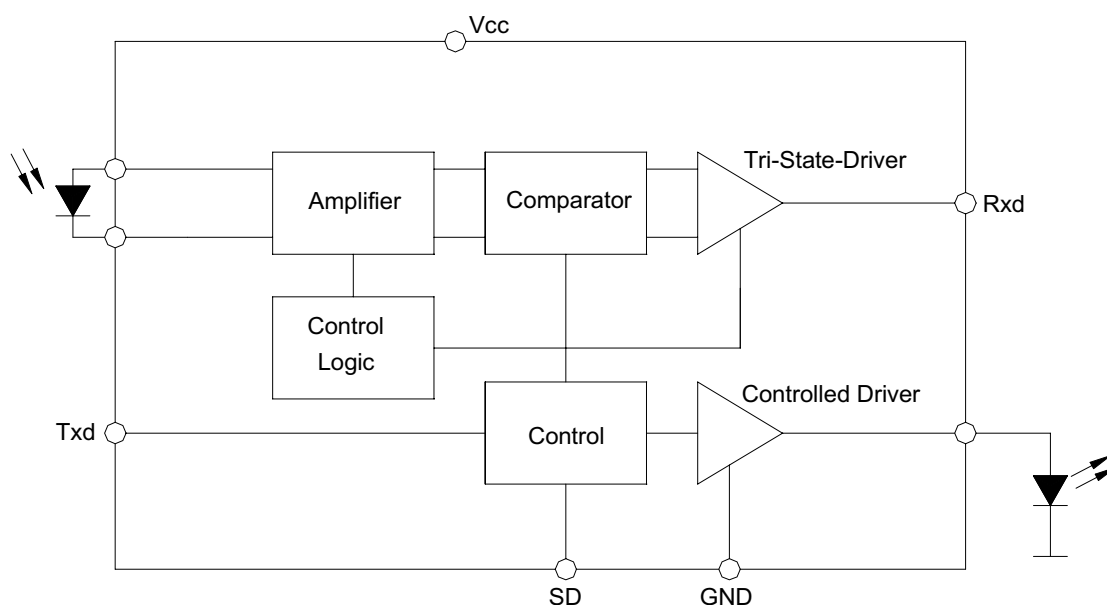 Vcc
Tri-State-Driver
Amplifier
Comparator
Rxd
Control
Logic
Controlled Driver
Txd
Control
SD
GND